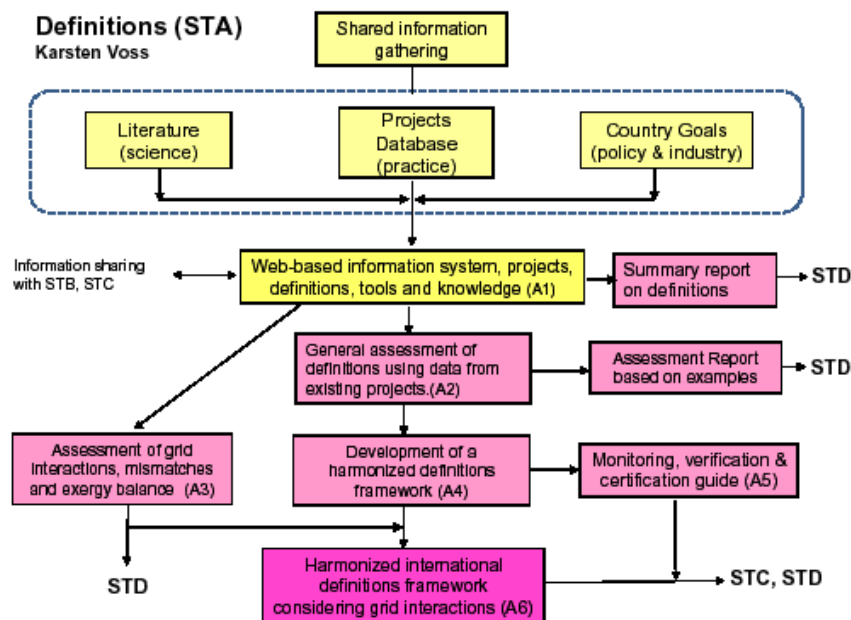 Definitions (STA)
Karsten Voss
Shared information
gathering
Literature
(science)
Projects
Database
(practice)
Country Goals
(policy & industry)
Information sharing
with STB, STC
Web-based information system, projects,
definitions, tools and knowledge (A1)
Summary report
on definitions
STD
General assessment of
definitions using data from
existing projects.(A2)
Assessment Report
based on examples
STD
Assessment of grid
interactions, mismatches
and exergy balance (A3)
Development of a
harmonized definitions
framework (A4)
Monitoring, verification &
certification guide (A5)
STD
Harmonized international
definitions framework
considering grid interactions (A6)
STC, STD